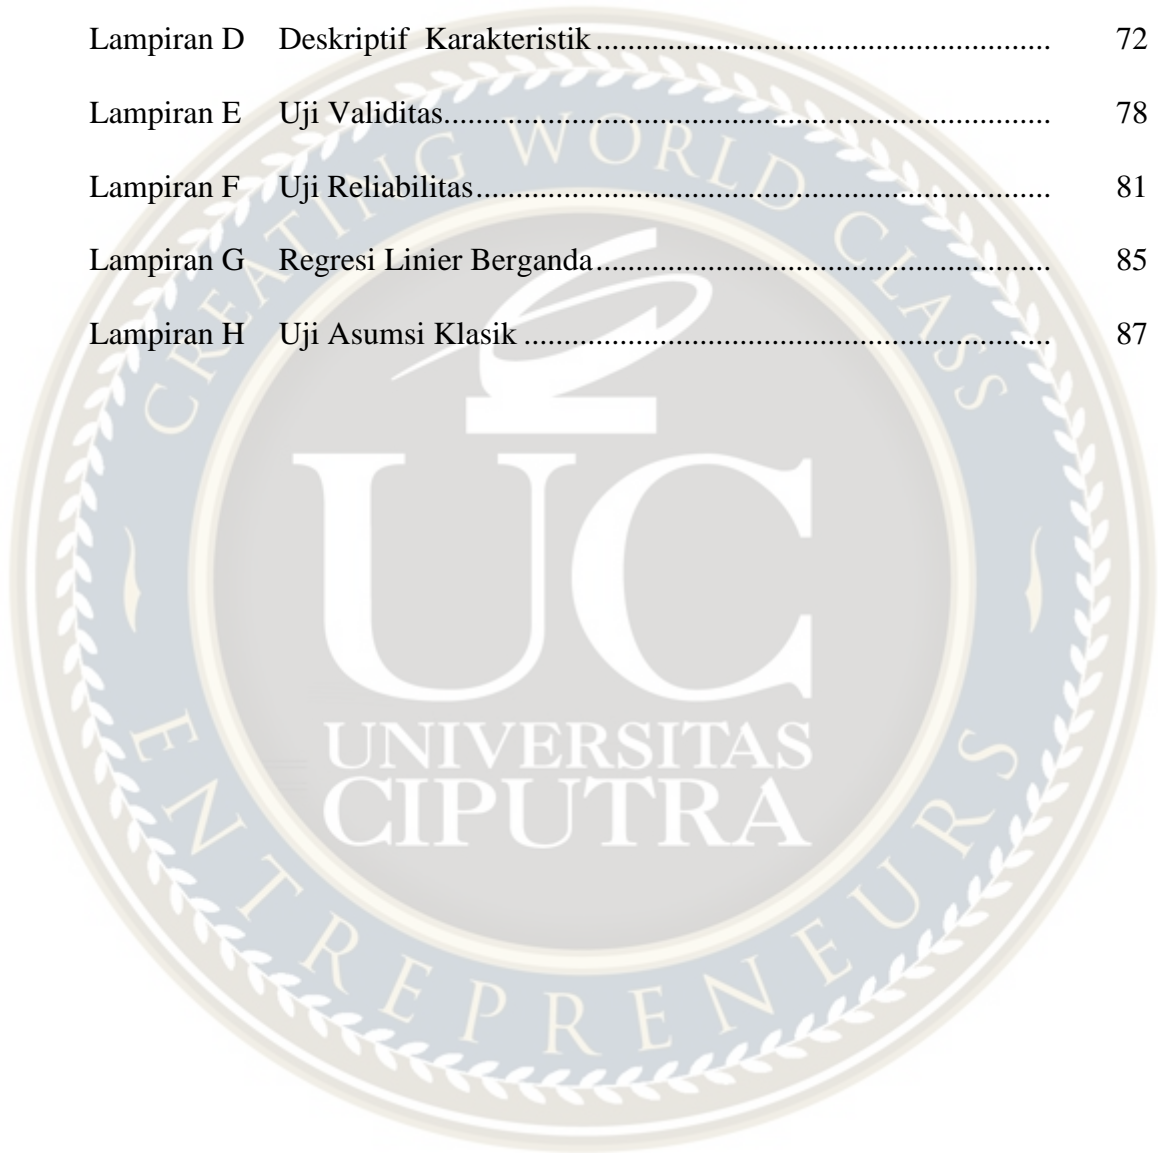 Lampiran D Deskriptif Karakteristik ......................................................... 72
Lampiran E Uji Validitas............................................................................ 78
Lampiran F Uji Reliabilitas........................................................................ 81
Lampiran G Regresi Linier Berganda......................................................... 85
Lampiran H Uji Asumsi Klasik .................................................................. 87
CREATING WORLD CLASS
UC
UNIVERSITAS
CIPUTRA
ENTREPRENEURS